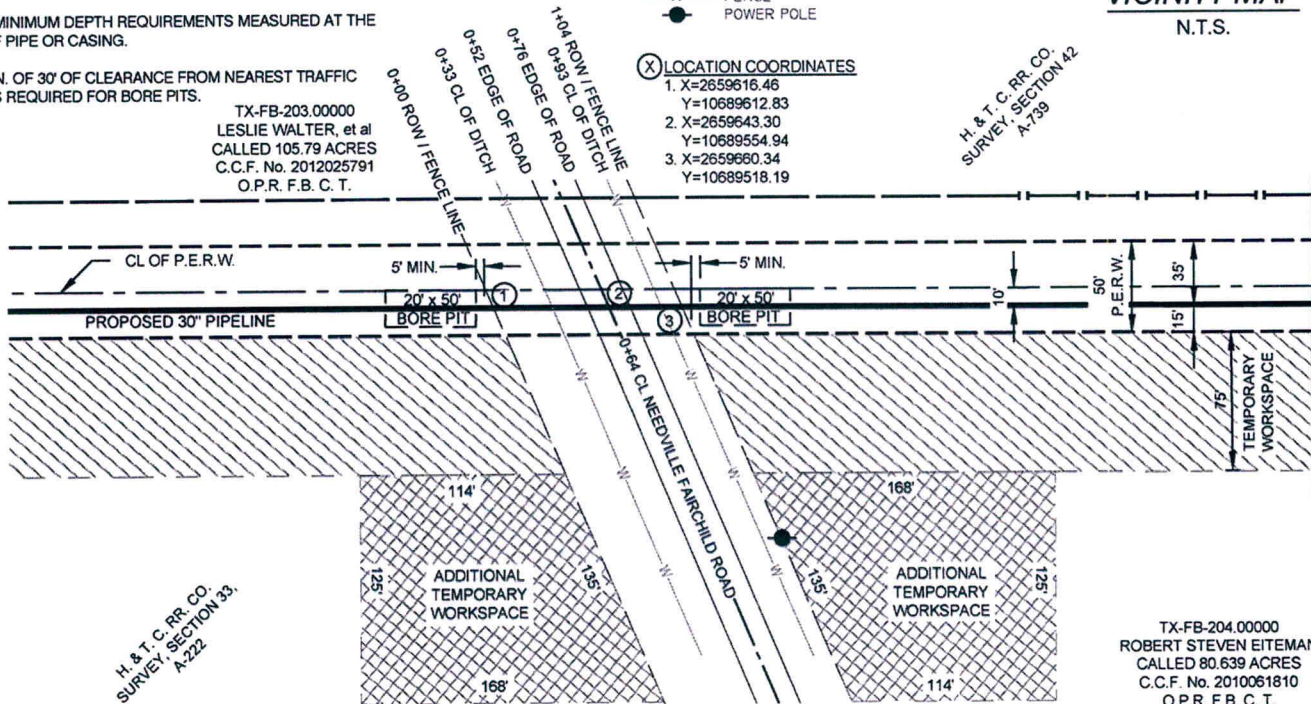 MINIMUM DEPTH REQUIREMENTS MEASURED AT THE
PIPE OR CASING.
OF 30' OF CLEARANCE FROM NEAREST TRAFFIC
REQUIRED FOR BORE PITS.
POWER POLE
N.T.S.
TX-FB-203.00000
LESLIE WALTER, et al
CALLED 105.79 ACRES
C.C.F. No. 2012025791
O.P.R. F.B. C. T.
0+00 ROW / FENCE LINE
0+33 CL OF DITCH
0+52 EDGE OF ROAD
0+76 EDGE OF ROAD
0+93 CL OF DITCH
1+04 ROW / FENCE LINE
X LOCATION COORDINATES
1. X=2659616.46
Y=10689612.83
2. X=2659643.30
Y=10689554.94
3. X=2659660.34
Y=10689518.19
H. & T. C. RR. CO.
SURVEY, SECTION 42
A-739
CL OF P.E.R.W.
5' MIN.
1
2
3
5' MIN.
20' x 50'
BORE PIT
20' x 50'
BORE PIT
PROPOSED 30" PIPELINE
10'
50'
P.E.R.W.
35'
15'
75'
TEMPORARY
WORKSPACE
0+64 CL NEEDVILLE FAIRCHILD ROAD
W
W
W
W
W
W
W
W
114'
125'
ADDITIONAL
TEMPORARY
WORKSPACE
135'
168'
168'
135'
ADDITIONAL
TEMPORARY
WORKSPACE
125'
114'
H. & T. C. RR. CO.
SURVEY, SECTION 33,
A-222
TX-FB-204.00000
ROBERT STEVEN EITEMAN
CALLED 80.639 ACRES
C.C.F. No. 2010061810
O.P.R. F.B. C. T.